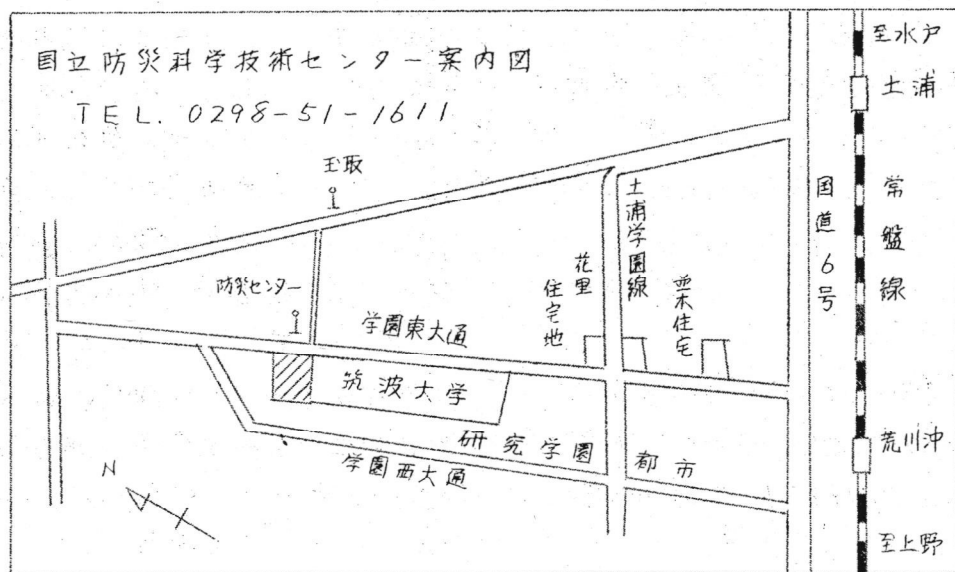 国立防災科学技術センター案内図
TEL. 0298-51-1611
至水戸
土浦
常盤線
国道6号
玉取
土浦学園線
花里
住宅地
並木住宅
防災センター
学園東大通
筑波大学
研究学園都市
学園西大通
荒川沖
至上野
N